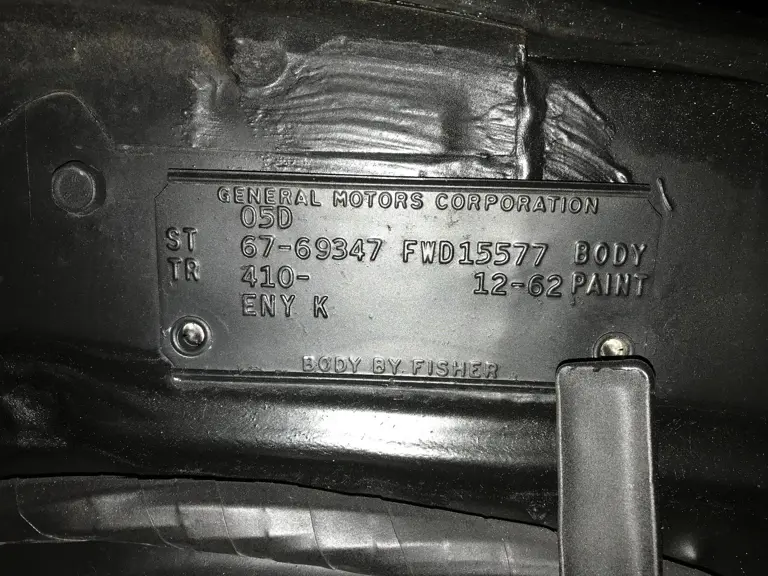 GENERAL MOTORS CORPORATION
05D
ST 67-69347 FWD15577 BODY
TR 410- 12-62 PAINT
ENY K
BODY BY FISHER